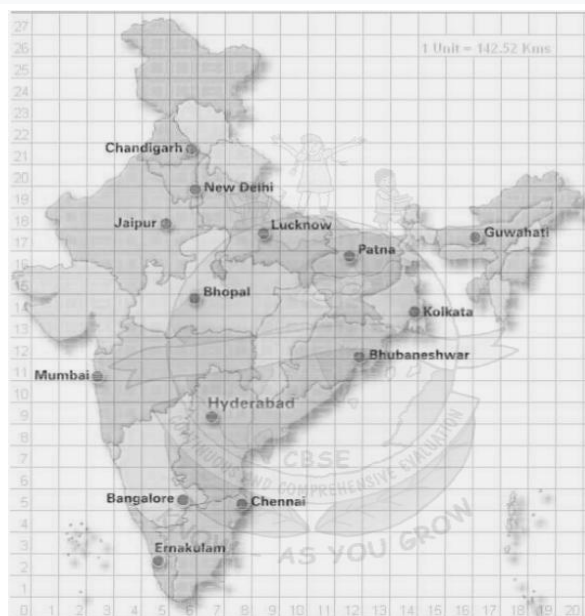 27
26
1 Unit = 142.52 Kms
25
24
23
22
Chandigarh
21
20
New Delhi
19
18
Jaipur
Lucknow
Guwahati
17
Patna
16
15
Bhopal
14
Kolkata
13
12
Bhubaneshwar
11
Mumbai
10
Hyderabad
9
8
CONTINUOUS AND COMPREHENSIVE EVALUATION
7
CBSE
6
5
Bangalore
Chennai
4
AS YOU GROW
3
Ernakulam
2
1
0 1 2 3 4 5 6 7 8 9 10 11 12 13 14 15 16 17 18 19 20